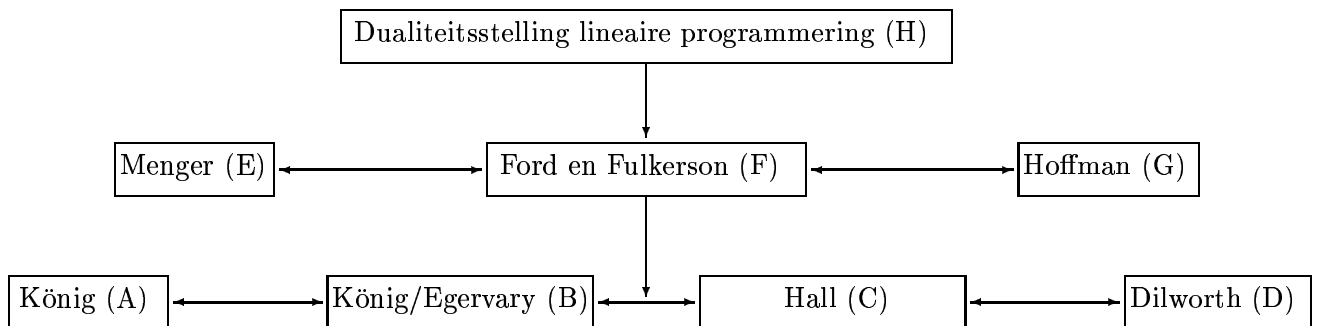 Dualiteitsstelling lineaire programmering (H)
Menger (E)
Ford en Fulkerson (F)
Hoffman (G)
König (A)
König/Egervary (B)
Hall (C)
Dilworth (D)